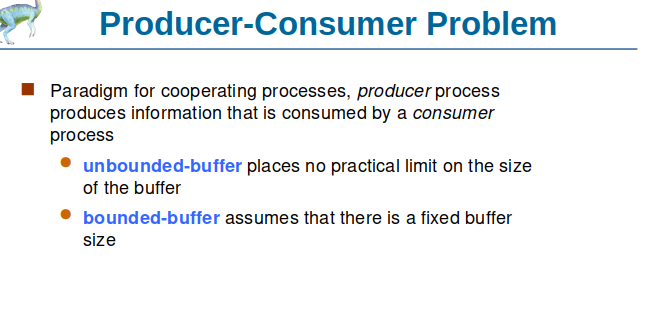 Producer-Consumer Problem
Paradigm for cooperating processes, producer process
produces information that is consumed by a consumer
process
unbounded-buffer places no practical limit on the size
of the buffer
bounded-buffer assumes that there is a fixed buffer
size